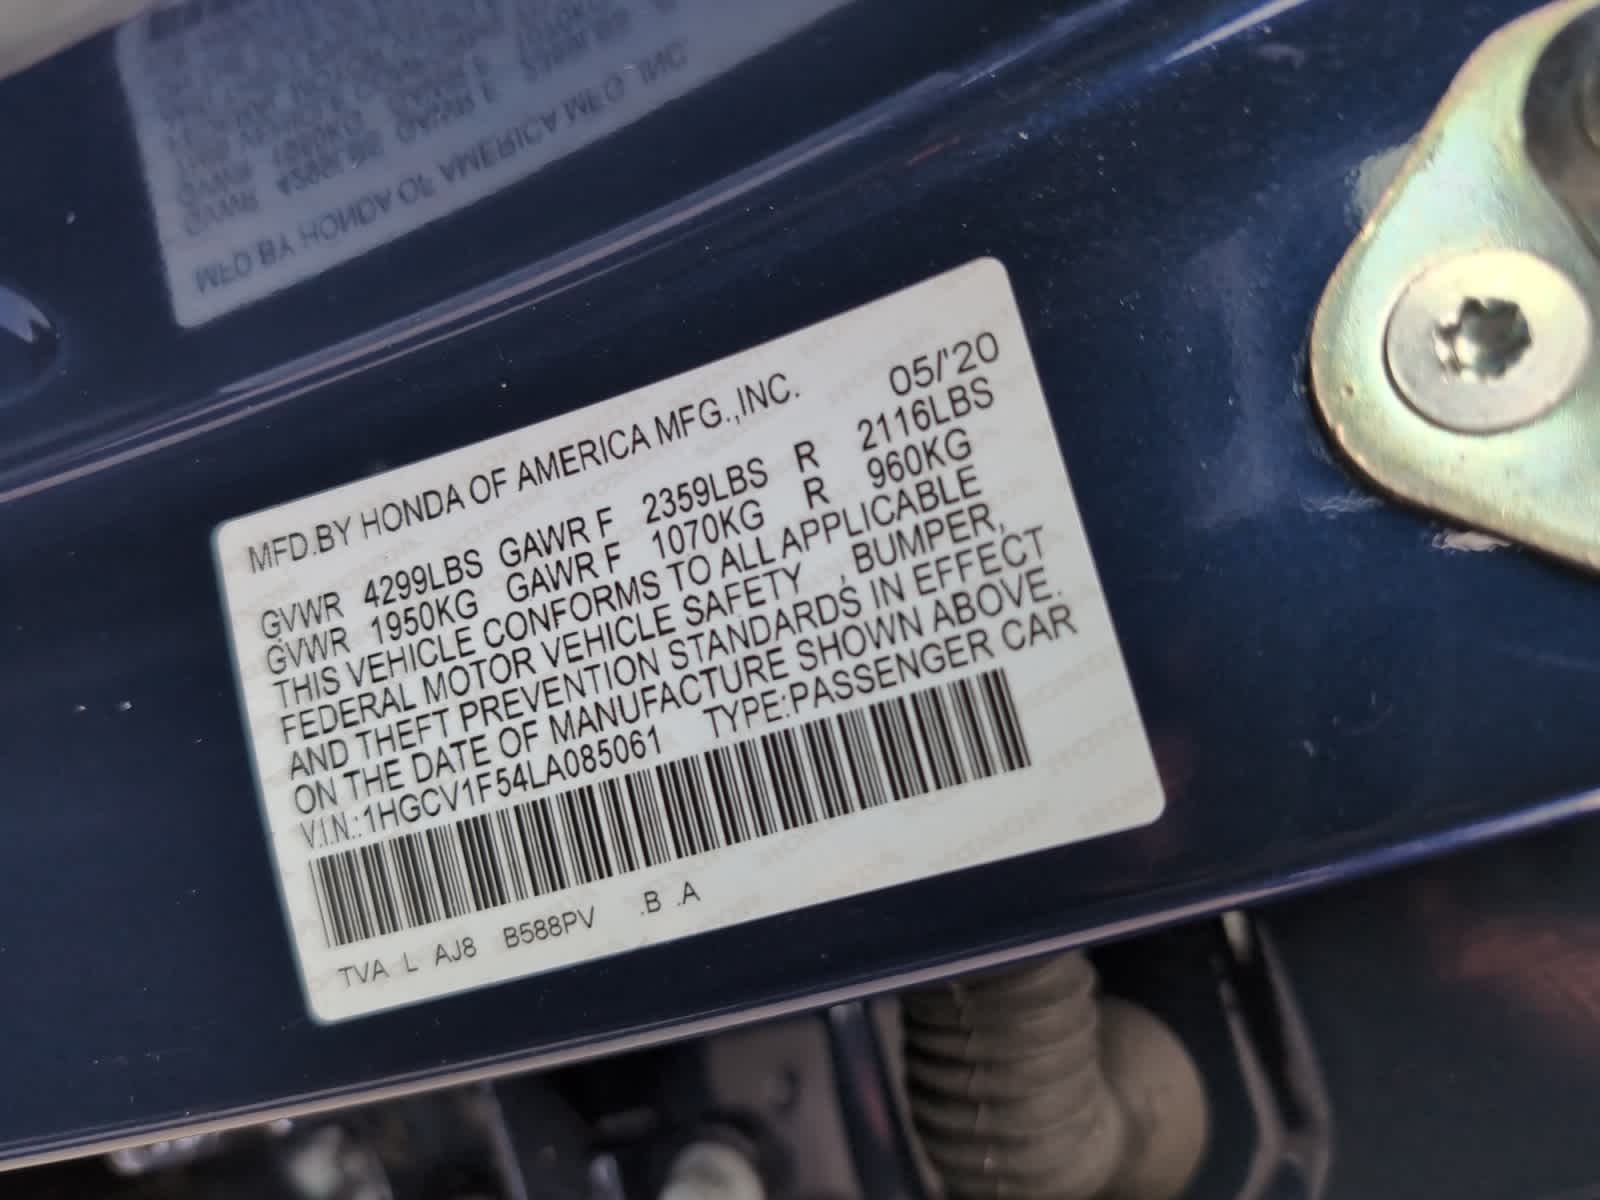 MFD.BY HONDA OF AMERICA MFG.,INC. 05/'20
GVWR 4299LBS GAWR F 2359LBS R 2116LBS
GVWR 1950KG GAWR F 1070KG R 960KG
THIS VEHICLE CONFORMS TO ALL APPLICABLE
FEDERAL MOTOR VEHICLE SAFETY , BUMPER,
AND THEFT PREVENTION STANDARDS IN EFFECT
ON THE DATE OF MANUFACTURE SHOWN ABOVE.
V.I.N.:1HGCV1F54LA085061 TYPE:PASSENGER CAR
TVA L AJ8 B588PV .B .A